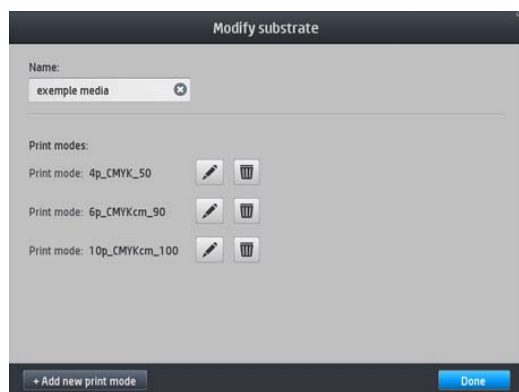 Modify substrate
Name:
exemple media
Print modes:
Print mode: 4p_CMYK_50
Print mode: 6p_CMYKcm_90
Print mode: 10p_CMYKcm_100
+ Add new print mode
Done